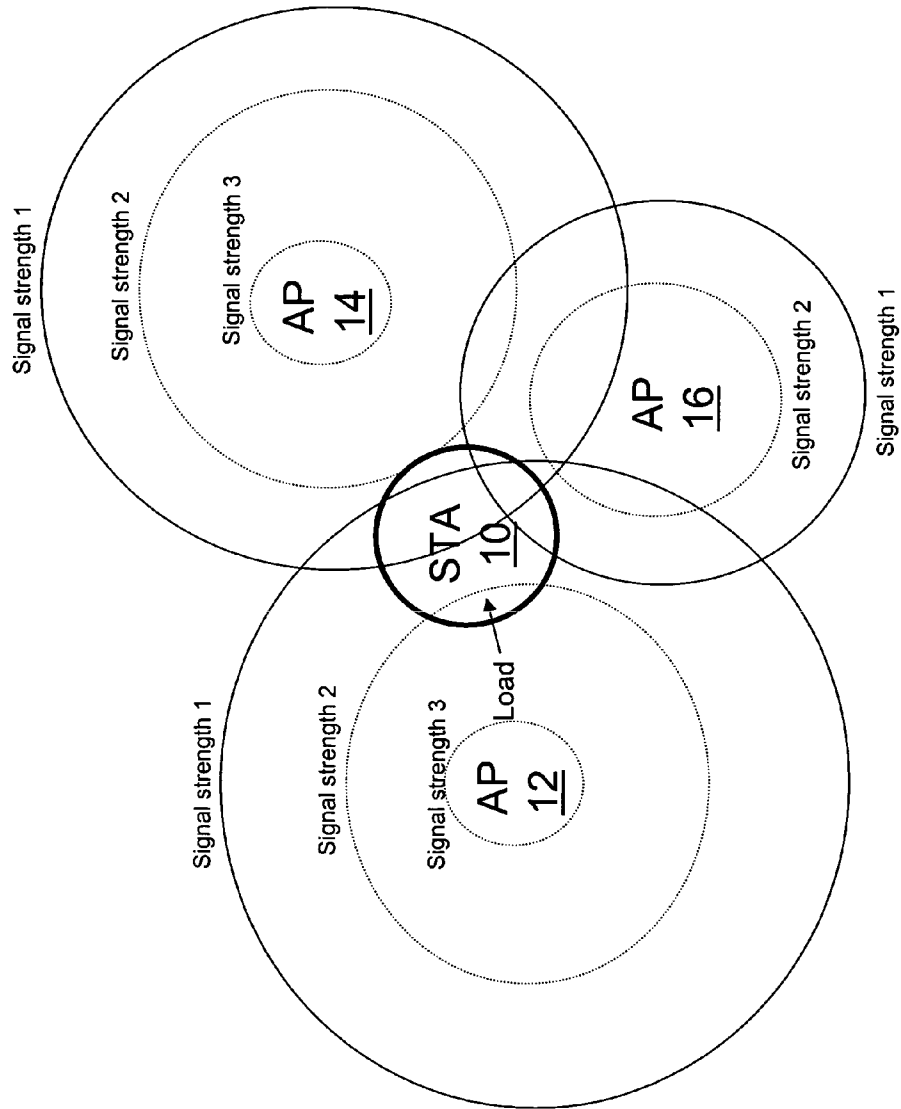 Signal strength 1
Signal strength 2
Signal strength 3
AP
14
Signal strength 1
Signal strength 2
Signal strength 3
AP
12
Load
STA
10
AP
16
Signal strength 2
Signal strength 1